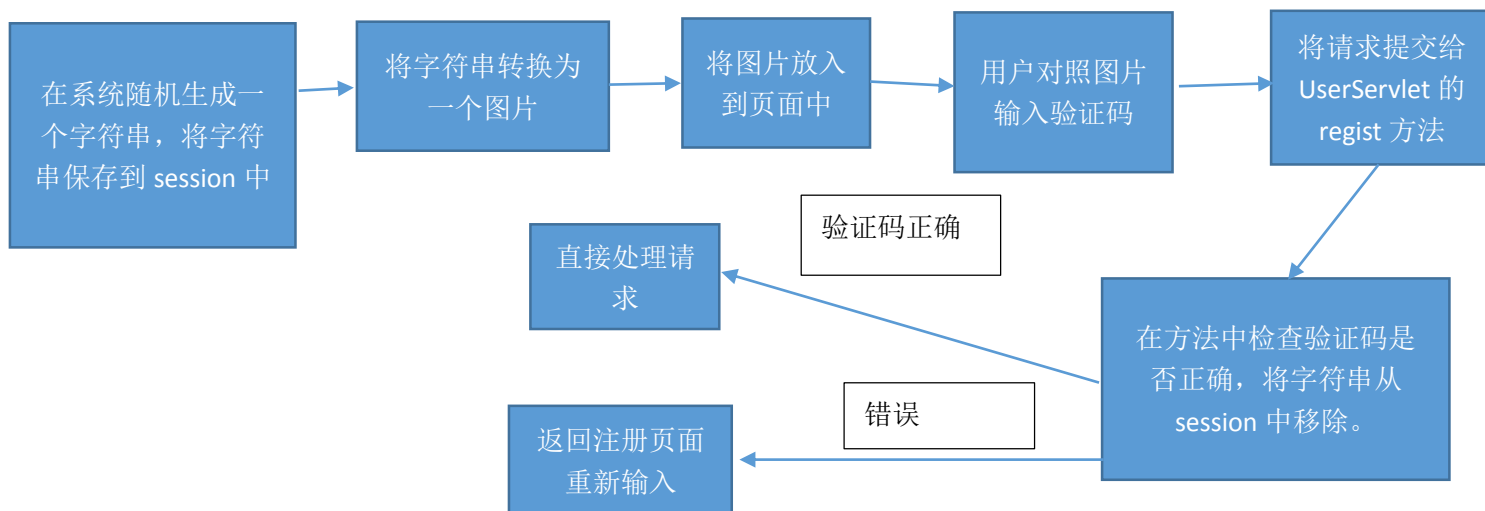 在系统随机生成一
个字符串，将字符
串保存到 session 中
将字符串转换为
一个图片
将图片放入
到页面中
用户对照图片
输入验证码
将请求提交给
UserServlet 的
regist 方法
验证码正确
直接处理请
求
在方法中检查验证码是
否正确，将字符串从
session 中移除。
错误
返回注册页面
重新输入